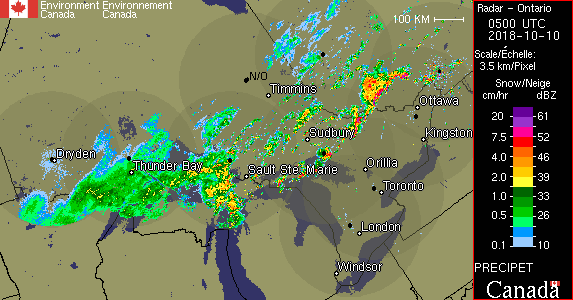 Environment Environnement
Canada Canada
100 KM
N/O
Timmins
Ottawa
Sudbury
Kingston
Dryden
Thunder Bay
Sault Ste. Marie
Orillia
Toronto
London
Windsor
Radar – Ontario
0500 UTC
2018-10-10
Scale/Échelle:
3.5 km/Pixel
Snow/Neige
cm/hr dBZ
20 61
7.5 52
4.0 46
2.0 39
1.0 33
0.5 26
0.1 10
PRECIPET
Canada